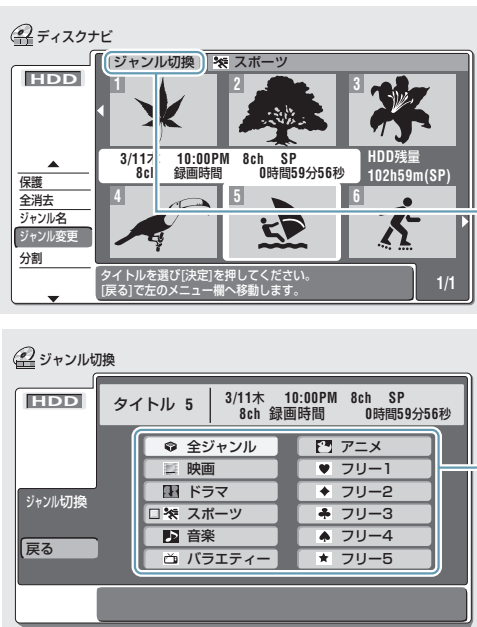 ディスクナビ
HDD
ジャンル切換 スポーツ
1 2 3
3/11木 10:00PM 8ch SP
8ch 録画時間 0時間59分56秒
HDD残量
102h59m(SP)
4 5 6
保護
全消去
ジャンル名
ジャンル変更
分割
タイトルを選び[決定]を押してください。
[戻る]で左のメニュー欄へ移動します。
1/1
ジャンル切換
HDD
タイトル 5
3/11木 10:00PM 8ch SP
8ch 録画時間 0時間59分56秒
ジャンル切換
戻る
全ジャンル アニメ
映画 フリー1
ドラマ フリー2
スポーツ フリー3
音楽 フリー4
バラエティー フリー5